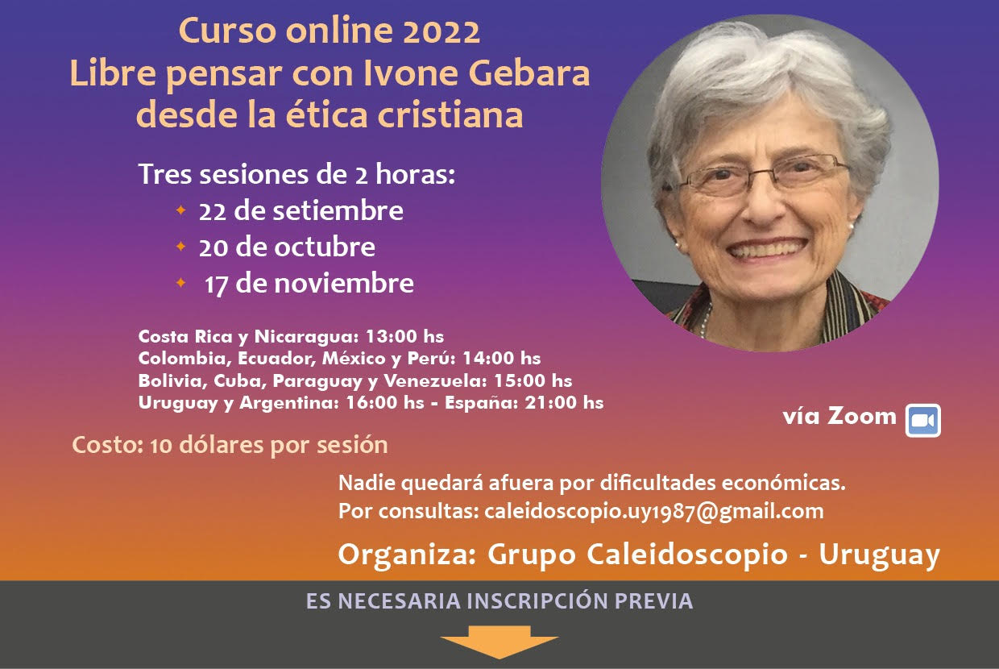 Curso online 2022
Libre pensar con Ivone Gebara
desde la ética cristiana
Tres sesiones de 2 horas:
22 de setiembre
20 de octubre
17 de noviembre
Costa Rica y Nicaragua: 13:00 hs
Colombia, Ecuador, México y Perú: 14:00 hs
Bolivia, Cuba, Paraguay y Venezuela: 15:00 hs
Uruguay y Argentina: 16:00 hs - España: 21:00 hs
vía Zoom
Costo: 10 dólares por sesión
Nadie quedará afuera por dificultades económicas.
Por consultas: caleidoscopio.uy1987@gmail.com
Organiza: Grupo Caleidoscopio - Uruguay
ES NECESARIA INSCRIPCIÓN PREVIA